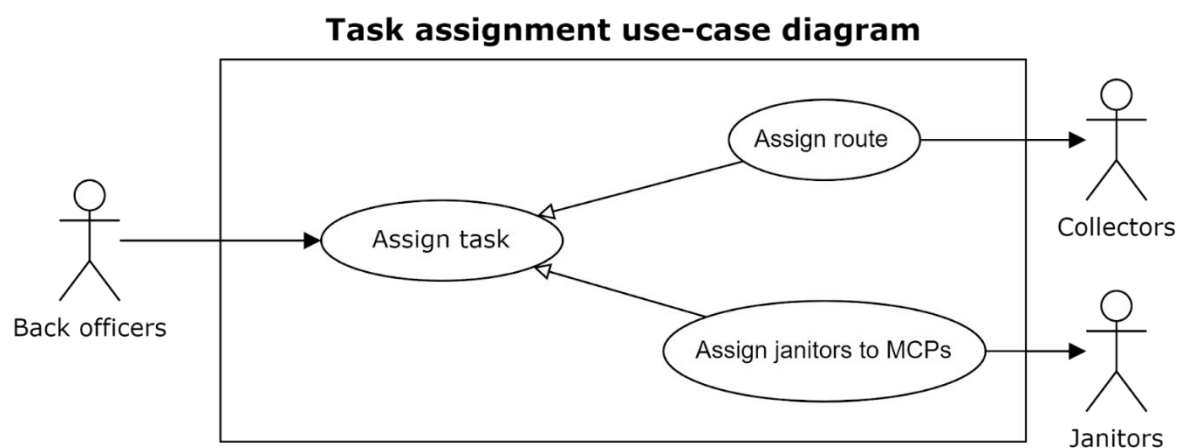 Task assignment use-case diagram
Assign route
Collectors
Assign task
Back officers
Assign janitors to MCPs
Janitors